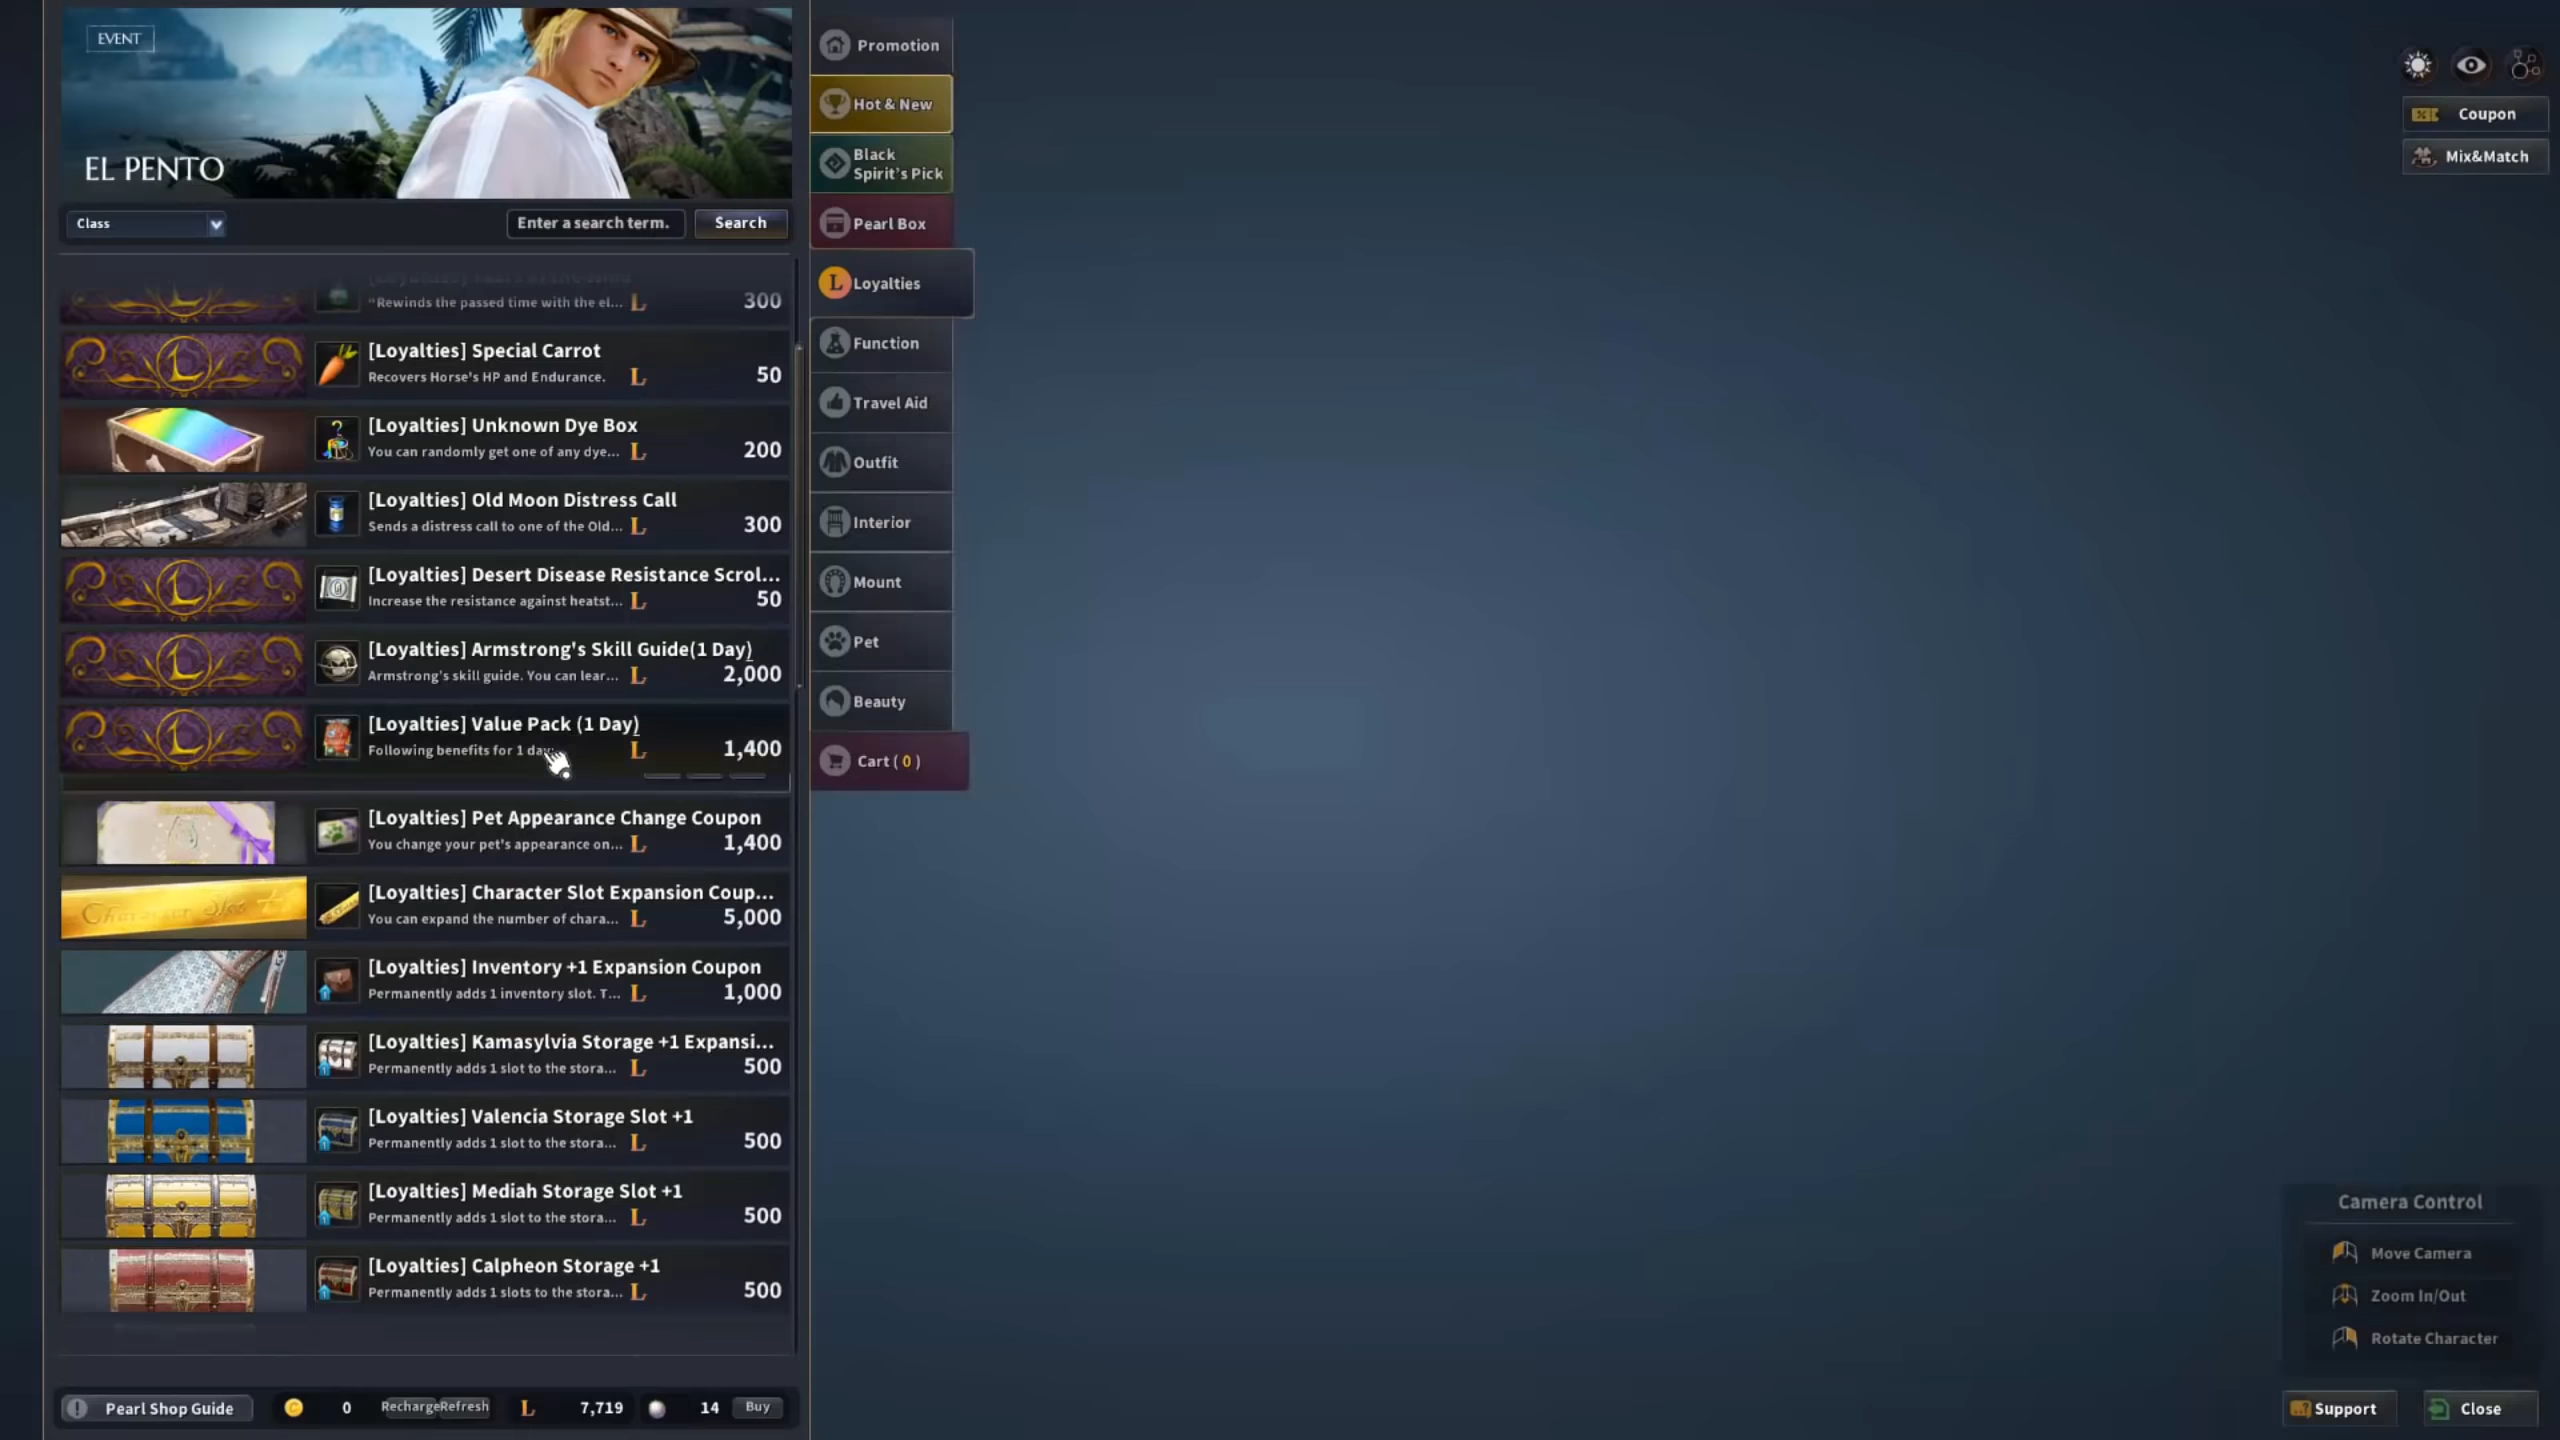 EVENT
EL PENTO
Class
Enter a search term.
Search
"Rewinds the passed time with the el...
L
300
[Loyalties] Special Carrot
Recovers Horse's HP and Endurance.
L
50
[Loyalties] Unknown Dye Box
You can randomly get one of any dye...
L
200
[Loyalties] Old Moon Distress Call
Sends a distress call to one of the Old...
L
300
[Loyalties] Desert Disease Resistance Scrol...
Increase the resistance against heatst...
L
50
[Loyalties] Armstrong's Skill Guide(1 Day)
Armstrong's skill guide. You can lear...
L
2,000
[Loyalties] Value Pack (1 Day)
Following benefits for 1 day
L
1,400
[Loyalties] Pet Appearance Change Coupon
You change your pet's appearance on...
L
1,400
Character Slot +1
[Loyalties] Character Slot Expansion Coup...
You can expand the number of chara...
L
5,000
[Loyalties] Inventory +1 Expansion Coupon
Permanently adds 1 inventory slot. T...
L
1,000
[Loyalties] Kamasylvia Storage +1 Expansi...
Permanently adds 1 slot to the stora...
L
500
[Loyalties] Valencia Storage Slot +1
Permanently adds 1 slot to the stora...
L
500
[Loyalties] Mediah Storage Slot +1
Permanently adds 1 slot to the stora...
L
500
[Loyalties] Calpheon Storage +1
Permanently adds 1 slots to the stora...
L
500
Pearl Shop Guide
0
Recharge
Refresh
L
7,719
14
Buy
Promotion
Hot & New
Black
Spirit's Pick
Pearl Box
L
Loyalties
Function
Travel Aid
Outfit
Interior
Mount
Pet
Beauty
Cart ( 0 )
Coupon
Mix&Match
Camera Control
Move Camera
Zoom In/Out
Rotate Character
Support
Close